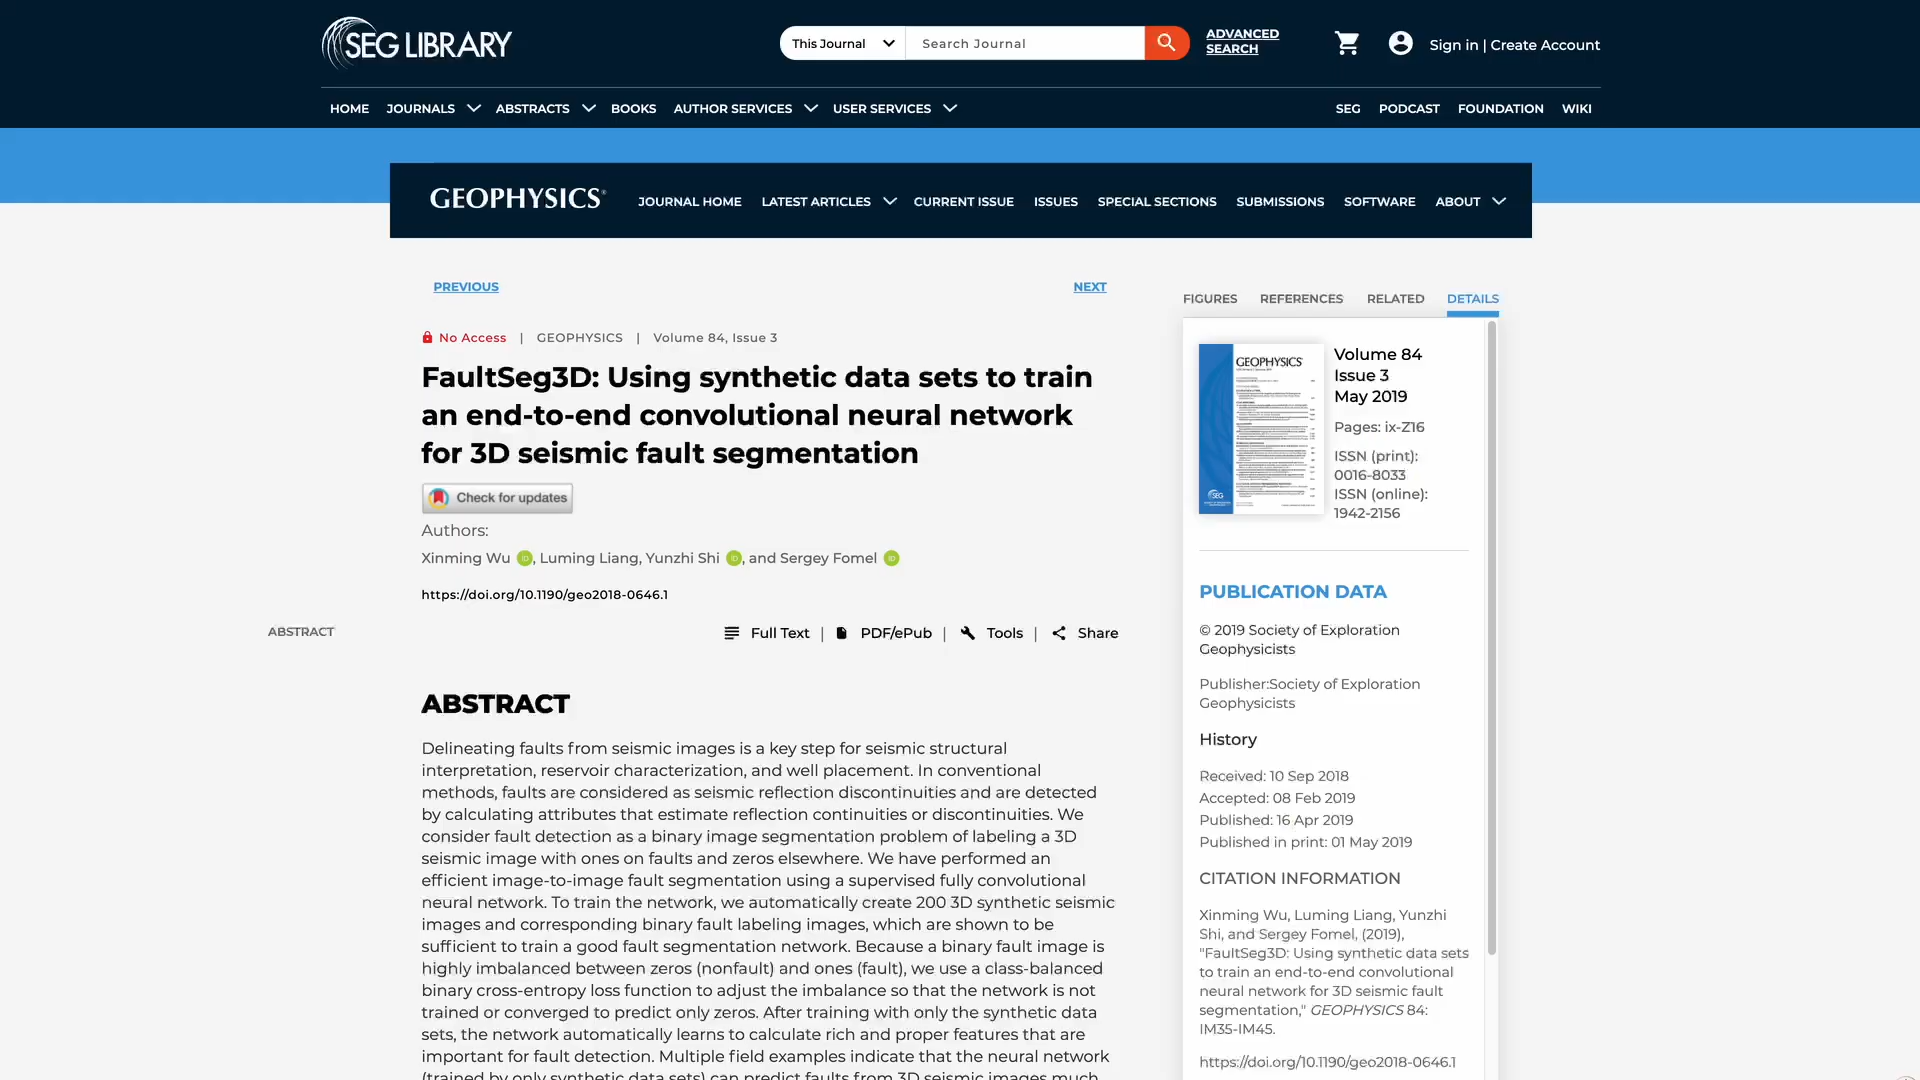 SEG LIBRARY
This Journal
Search Journal
ADVANCED
SEARCH
Sign in | Create Account
HOME JOURNALS ABSTRACTS BOOKS AUTHOR SERVICES USER SERVICES
SEG PODCAST FOUNDATION WIKI
GEOPHYSICS®
JOURNAL HOME LATEST ARTICLES CURRENT ISSUE ISSUES SPECIAL SECTIONS SUBMISSIONS SOFTWARE ABOUT
PREVIOUS
NEXT
No Access | GEOPHYSICS | Volume 84, Issue 3
FaultSeg3D: Using synthetic data sets to train
an end-to-end convolutional neural network
for 3D seismic fault segmentation
Check for updates
Authors:
Xinming Wu iD, Luming Liang, Yunzhi Shi iD, and Sergey Fomel iD
https://doi.org/10.1190/geo2018-0646.1
ABSTRACT
Full Text | PDF/ePub | Tools | Share
ABSTRACT
Delineating faults from seismic images is a key step for seismic structural
interpretation, reservoir characterization, and well placement. In conventional
methods, faults are considered as seismic reflection discontinuities and are detected
by calculating attributes that estimate reflection continuities or discontinuities. We
consider fault detection as a binary image segmentation problem of labeling a 3D
seismic image with ones on faults and zeros elsewhere. We have performed an
efficient image-to-image fault segmentation using a supervised fully convolutional
neural network. To train the network, we automatically create 200 3D synthetic seismic
images and corresponding binary fault labeling images, which are shown to be
sufficient to train a good fault segmentation network. Because a binary fault image is
highly imbalanced between zeros (nonfault) and ones (fault), we use a class-balanced
binary cross-entropy loss function to adjust the imbalance so that the network is not
trained or converged to predict only zeros. After training with only the synthetic data
sets, the network automatically learns to calculate rich and proper features that are
important for fault detection. Multiple field examples indicate that the neural network
(trained by only synthetic data sets) can predict faults from 3D seismic images much
FIGURES REFERENCES RELATED DETAILS
GEOPHYSICS
SEG
Volume 84
Issue 3
May 2019
Pages: ix-Z16
ISSN (print):
0016-8033
ISSN (online):
1942-2156
PUBLICATION DATA
© 2019 Society of Exploration
Geophysicists
Publisher:Society of Exploration
Geophysicists
History
Received: 10 Sep 2018
Accepted: 08 Feb 2019
Published: 16 Apr 2019
Published in print: 01 May 2019
CITATION INFORMATION
Xinming Wu, Luming Liang, Yunzhi
Shi, and Sergey Fomel, (2019),
"FaultSeg3D: Using synthetic data sets
to train an end-to-end convolutional
neural network for 3D seismic fault
segmentation," GEOPHYSICS 84:
IM35-IM45.
https://doi.org/10.1190/geo2018-0646.1